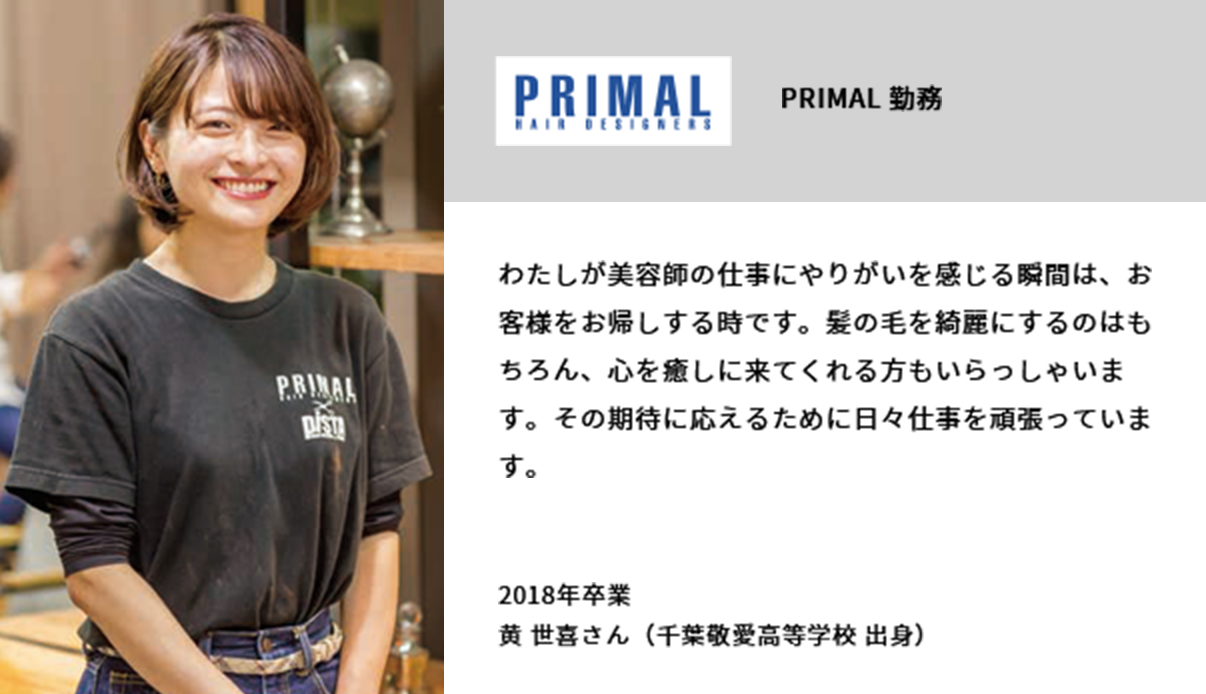 PRIMAL
HAIR DESIGNERS
PRIMAL 勤務
わたしが美容師の仕事にやりがいを感じる瞬間は、お
客様をお帰しする時です。髪の毛を綺麗にするのはも
ちろん、心を癒しに来てくれる方もいらっしゃいま
す。その期待に応えるために日々仕事を頑張っていま
す。
2018年卒業
黄 世喜さん（千葉敬愛高等学校 出身）
PRIMAL